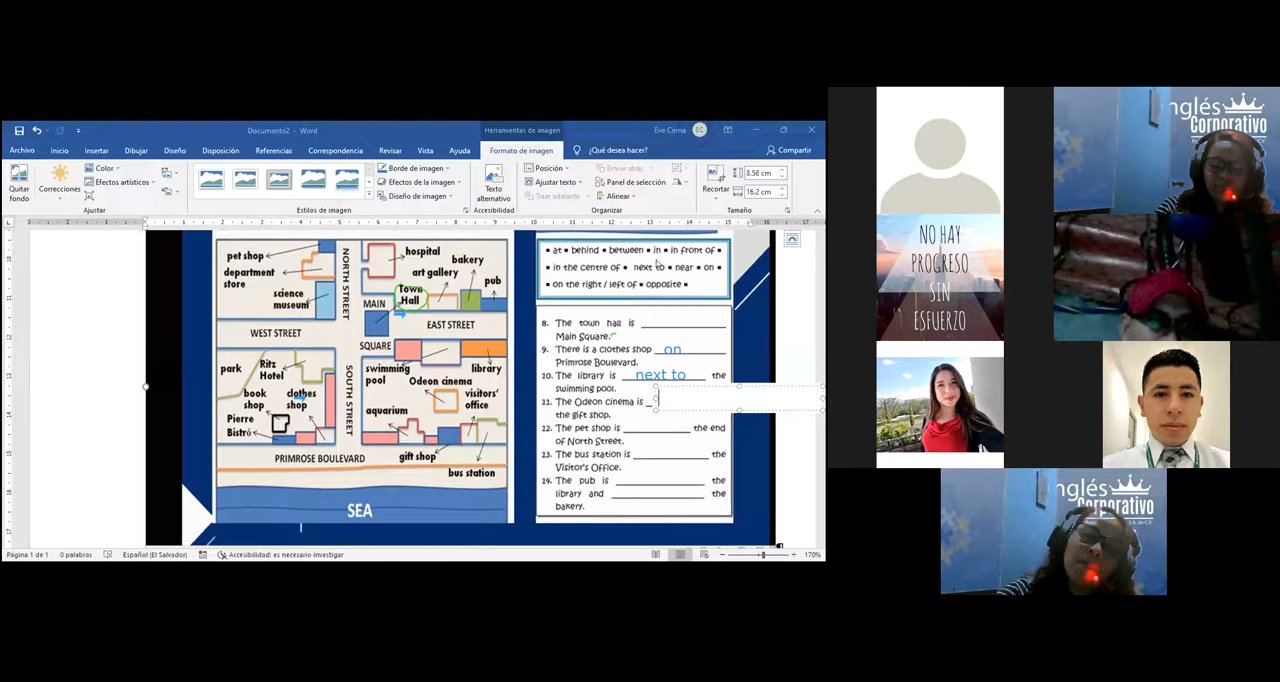 Documento2 - Word
Herramientas de imagen
Eve Cerna
EC
Archivo
Inicio
Insertar
Dibujar
Diseño
Disposición
Referencias
Correspondencia
Revisar
Vista
Ayuda
Formato de imagen
¿Qué desea hacer?
Compartir
Quitar fondo
Correcciones
Color
Efectos artísticos
Ajustar
Borde de imagen
Efectos de la imagen
Diseño de imagen
Estilos de imagen
Texto alternativo
Accesibilidad
Posición
Ajustar texto
Traer adelante
Enviar atrás
Panel de selección
Alinear
Organizar
Recortar
8.58 cm
16.2 cm
Tamaño
pet shop
department store
science museum
NORTH STREET
hospital
art gallery
bakery
pub
Town Hall
MAIN
SQUARE
WEST STREET
EAST STREET
park
Ritz Hotel
book shop
clothes shop
Pierre Bistró
SOUTH STREET
swimming pool
Odeon cinema
library
visitors' office
aquarium
gift shop
PRIMROSE BOULEVARD
bus station
SEA
▪ at ▪ behind ▪ between ▪ in ▪ in front of ▪
in the centre of ▪ next to ▪ near ▪ on ▪
on the right / left of ▪ opposite ▪
8. The town hall is ____________
Main Square.
9. There is a clothes shop on
Primrose Boulevard.
10. The library is next to the
swimming pool.
11. The Odeon cinema is _
the gift shop.
12. The pet shop is ____________ the end
of North Street.
13. The bus station is ____________ the
Visitor's Office.
14. The pub is ____________ the
library and ____________ the
bakery.
Página 1 de 1
0 palabras
Español (El Salvador)
Accesibilidad: es necesario investigar
170%
NO HAY
PROGRESO
SIN
ESFUERZO
nglés
Corporativo
nglés
Corporativo
S.A. de C.V.